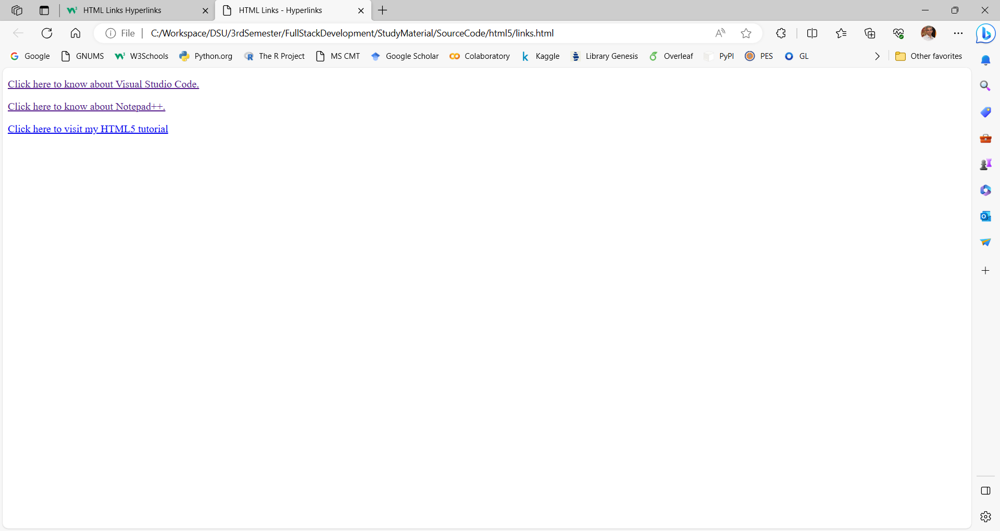 HTML Links Hyperlinks
HTML Links - Hyperlinks
File C:/Workspace/DSU/3rdSemester/FullStackDevelopment/StudyMaterial/SourceCode/html5/links.html
Google GNUMS W3Schools Python.org The R Project MS CMT Google Scholar Colaboratory Kaggle Library Genesis Overleaf PyPI PES GL Other favorites
Click here to know about Visual Studio Code.
Click here to know about Notepad++.
Click here to visit my HTML5 tutorial